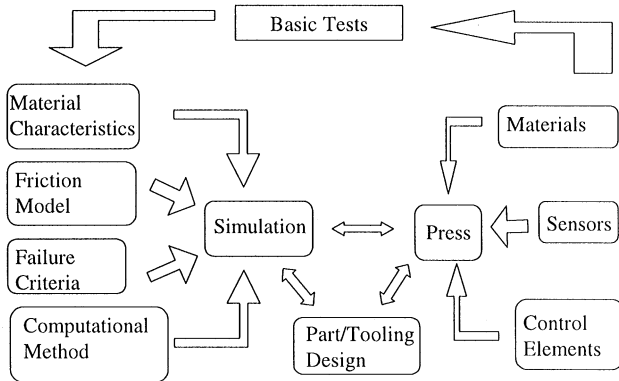 Basic Tests
Material
Characteristics
Materials
Friction
Model
Simulation
Press
Sensors
Failure
Criteria
Computational
Method
Part/Tooling
Design
Control
Elements